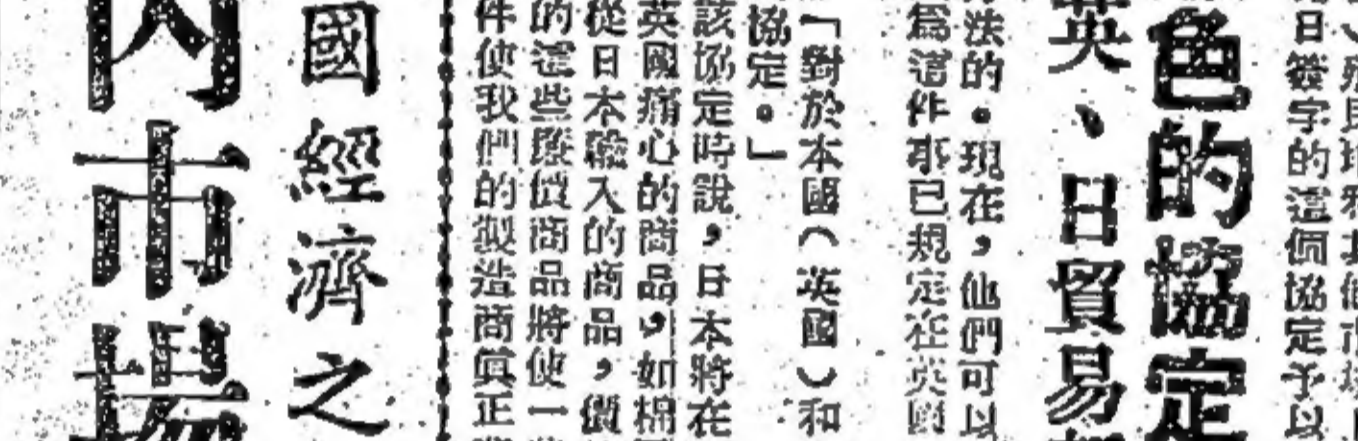 日簽字的這個協定予以
色的協定
英、日貿易
法的。現在,他們可以
爲這件事已規定在英國
「對於本國(英國)和
協定。」
該協定時說,日本將在
英國痛心的商品,如棉
從日本輸入的商品,價
的這些廉價商品將使一
件使我們的製造商眞正
國經濟之
內市場